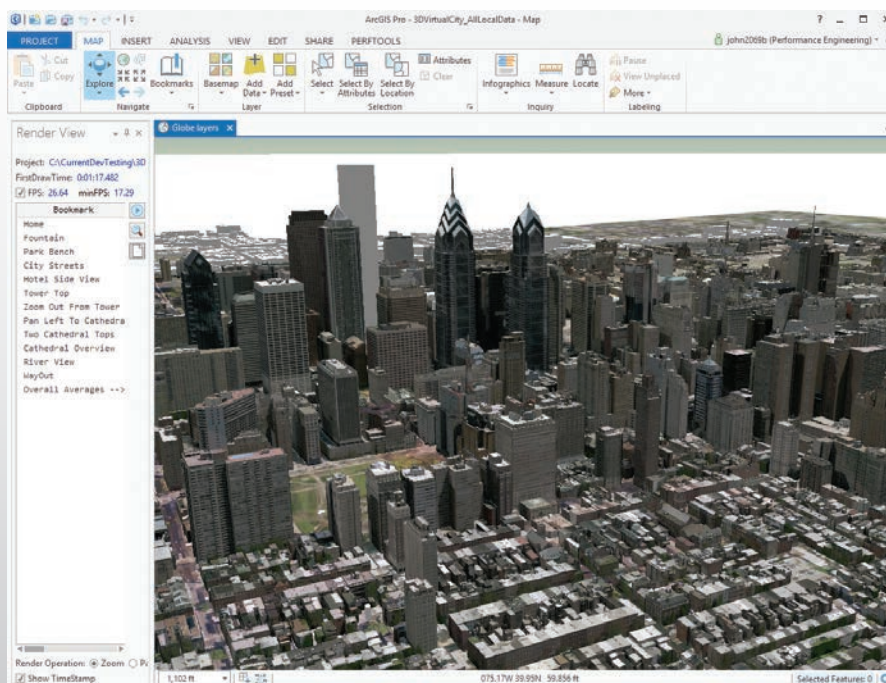 ArcGIS Pro - 3DVirtualCity_AllLocalData - Map
?
PROJECT MAP INSERT ANALYSIS VIEW EDIT SHARE PERFTOOLS
john2069b (Performance Engineering)
Paste Cut Copy
Clipboard
Explore Bookmarks
Navigate
Basemap Add Data Add Preset
Layer
Select Select By Attributes Select By Location Attributes Clear
Selection
Infographics Measure Locate
Inquiry
Pause
View Unplaced
More
Labeling
Render View
Globe layers
Project: C:\CurrentDevTesting\3D
FirstDrawTime: 0:01:17.482
FPS: 26.64 minFPS: 17.29
Bookmark
Home
Fountain
Park Bench
City Streets
Hotel Side View
Tower Top
Zoom Out From Tower
Pan Left To Cathedra
Two Cathedral Tops
Cathedral Overview
River View
WayOut
Overall Averages -->
Render Operation: Zoom Pa
Show TimeStamp
1,102 ft
075.17W 39.95N 59.856 ft
Selected Features: 0